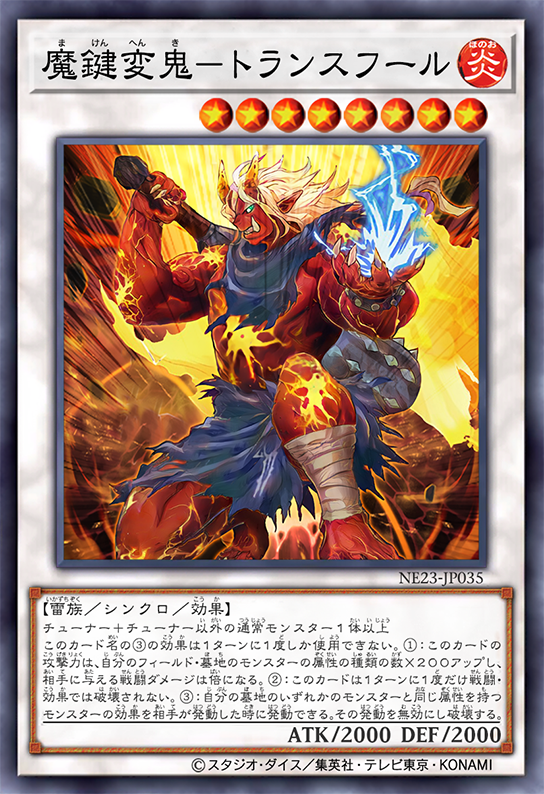 魔鍵変鬼－トランスフール
炎
NE23-JP035
【雷族／シンクロ／効果】
チューナー＋チューナー以外の通常モンスター１体以上
このカード名の③の効果は1ターンに1度しか使用できない。①：このカードの
攻撃力は、自分のフィールド・墓地のモンスターの属性の種類の数×200アップし、
相手に与える戦闘ダメージは倍になる。②：このカードは1ターンに1度だけ戦闘・
効果では破壊されない。③：自分の墓地のいずれかのモンスターと同じ属性を持つ
モンスターの効果を相手が発動した時に発動できる。その発動を無効にし破壊する。
ATK/2000 DEF/2000
©スタジオ・ダイス／集英社・テレビ東京・KONAMI